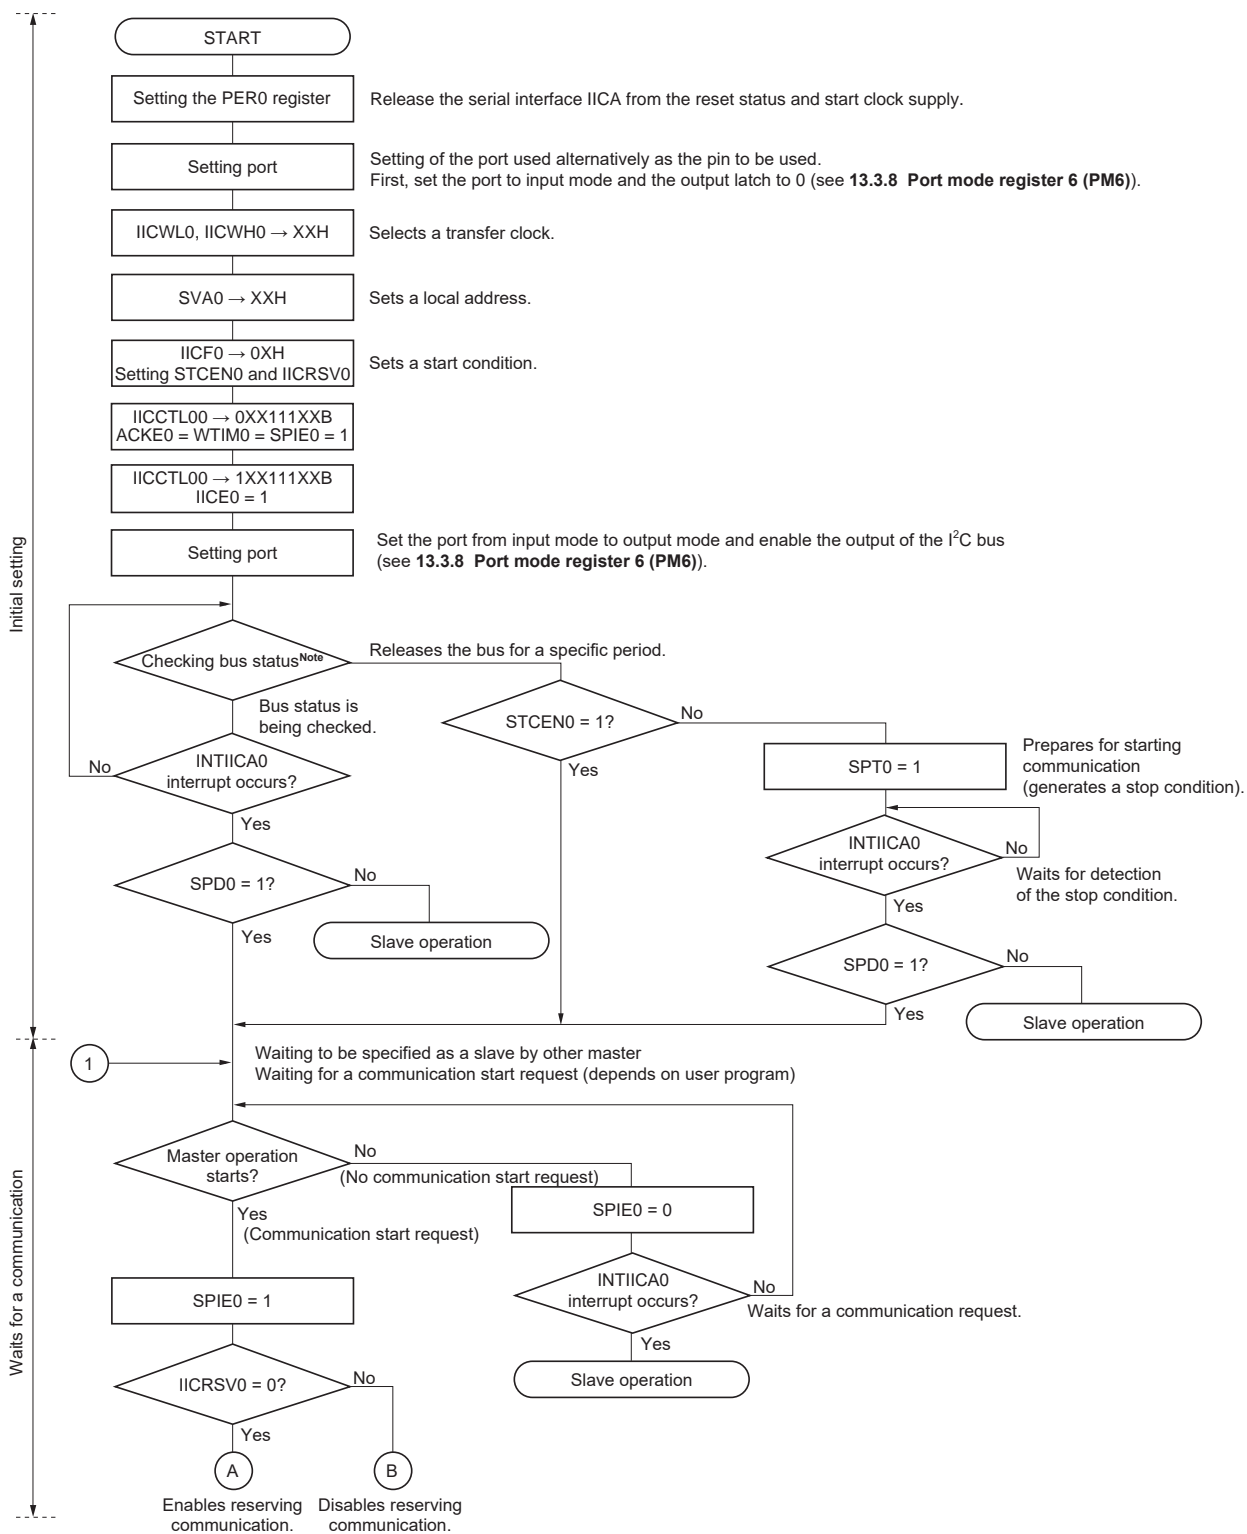 START
Setting the PER0 register
Release the serial interface IICA from the reset status and start clock supply.
Setting port
Setting of the port used alternatively as the pin to be used.
First, set the port to input mode and the output latch to 0 (see 13.3.8 Port mode register 6 (PM6)).
IICWL0, IICWH0 → XXH
Selects a transfer clock.
SVA0 → XXH
Sets a local address.
IICF0 → 0XH
Setting STCEN0 and IICRSV0
Sets a start condition.
IICCTL00 → 0XX111XXB
ACKE0 = WTIM0 = SPIE0 = 1
IICCTL00 → 1XX111XXB
IICE0 = 1
Setting port
Set the port from input mode to output mode and enable the output of the I²C bus
(see 13.3.8 Port mode register 6 (PM6)).
Initial setting
Checking bus statusNote
Releases the bus for a specific period.
Bus status is
being checked.
STCEN0 = 1?
No
Yes
SPT0 = 1
Prepares for starting
communication
(generates a stop condition).
INTIICA0
interrupt occurs?
No
Yes
INTIICA0
interrupt occurs?
No
Waits for detection
of the stop condition.
Yes
SPD0 = 1?
No
Slave operation
Yes
SPD0 = 1?
No
Slave operation
Yes
1
Waiting to be specified as a slave by other master
Waiting for a communication start request (depends on user program)
Waits for a communication
Master operation
starts?
No
(No communication start request)
Yes
(Communication start request)
SPIE0 = 0
INTIICA0
interrupt occurs?
No
Waits for a communication request.
Yes
Slave operation
SPIE0 = 1
IICRSV0 = 0?
No
Yes
A
B
Enables reserving
communication.
Disables reserving
communication.